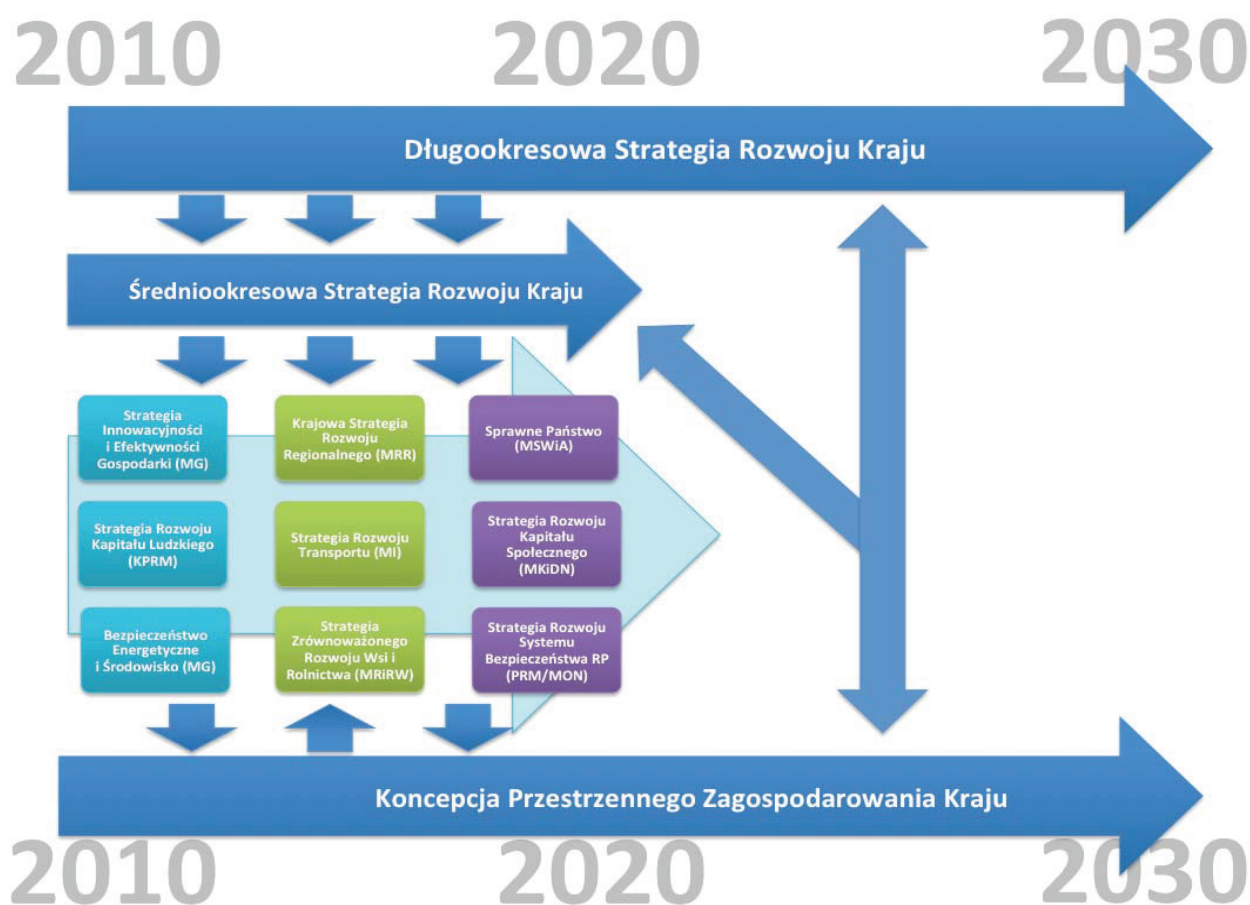 2010 2020 2030
Długookresowa Strategia Rozwoju Kraju
Średniookresowa Strategia Rozwoju Kraju
Strategia
Innowacyjności
i Efektywności
Gospodarki (MG)
Krajowa Strategia
Rozwoju
Regionalnego (MRR)
Sprawne Państwo
(MSWiA)
Strategia Rozwoju
Kapitału Ludzkiego
(KPRM)
Strategia Rozwoju
Transportu (MI)
Strategia Rozwoju
Kapitału
Społecznego
(MKiDN)
Bezpieczeństwo
Energetyczne
i Środowisko (MG)
Strategia
Zrównoważonego
Rozwoju Wsi i
Rolnictwa (MRiRW)
Strategia Rozwoju
Systemu
Bezpieczeństwa RP
(PRM/MON)
Koncepcja Przestrzennego Zagospodarowania Kraju
2010 2020 2030